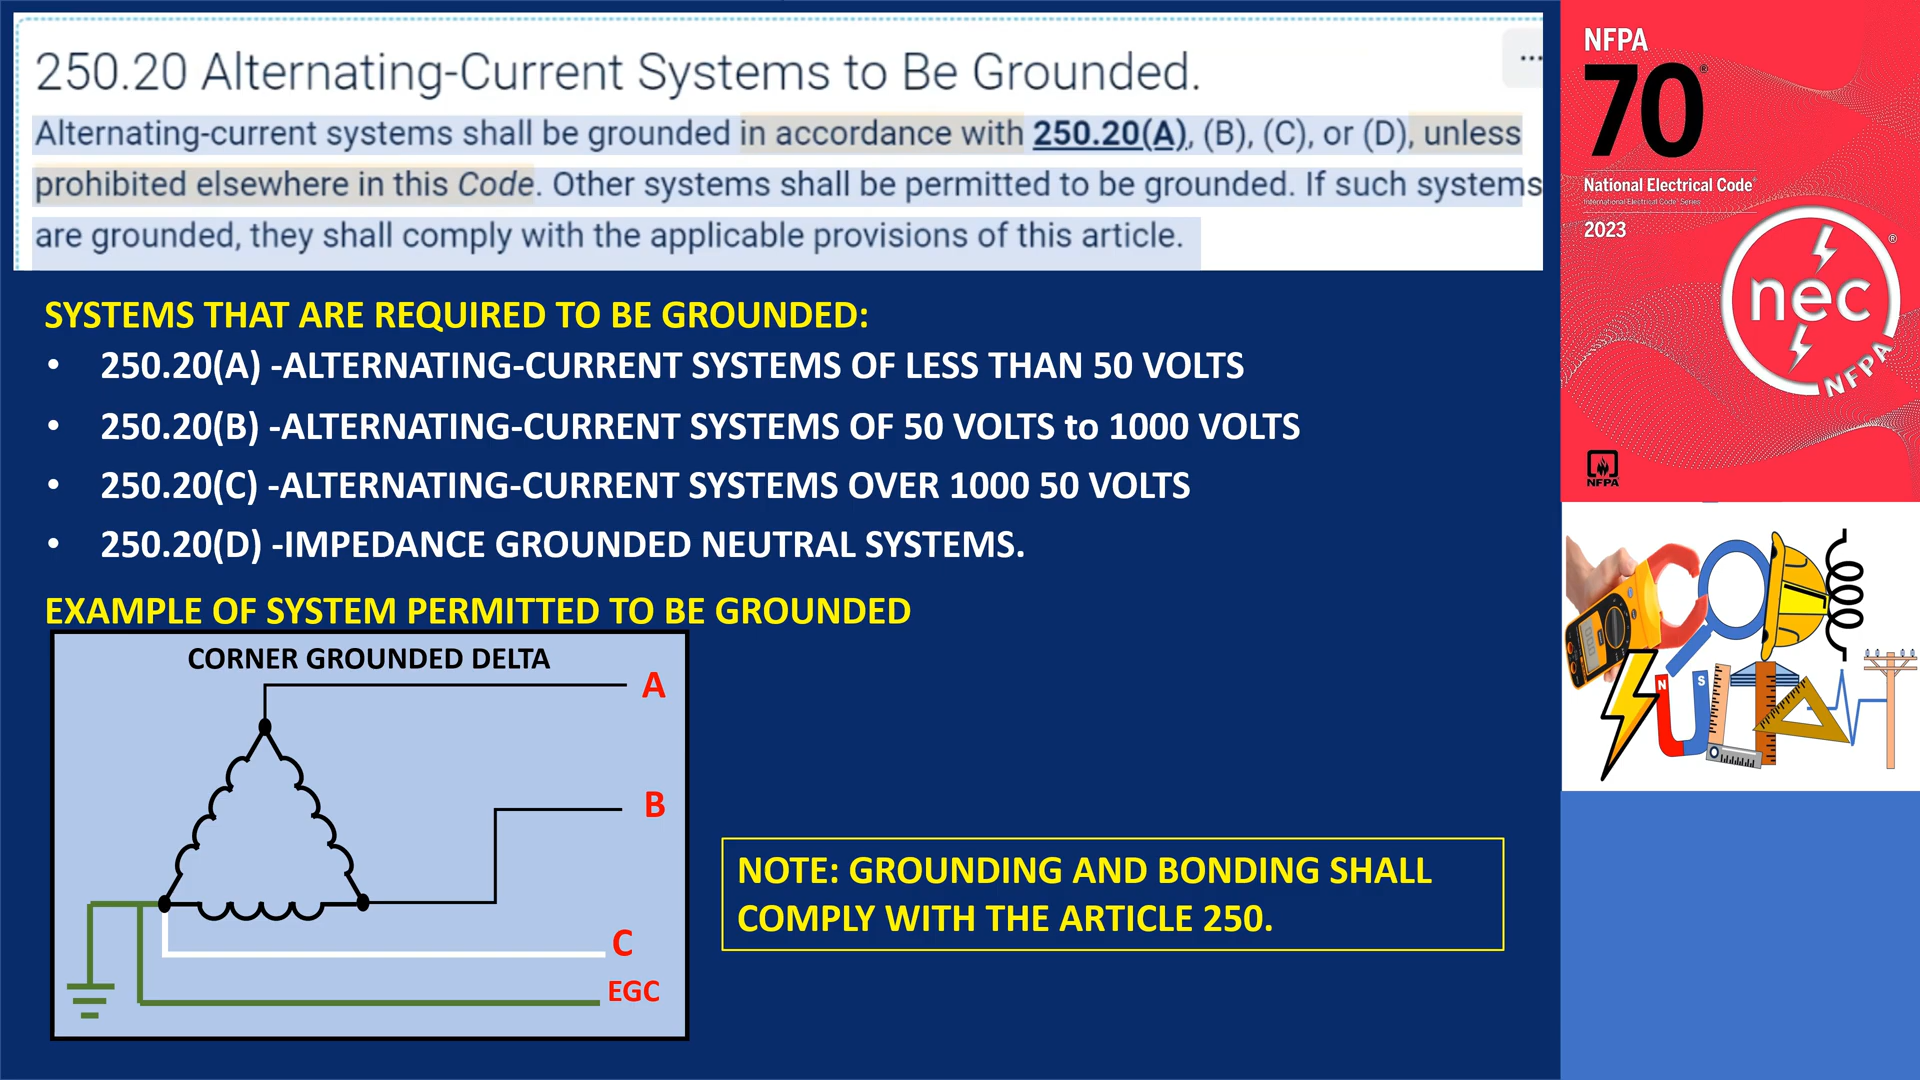 250.20 Alternating-Current Systems to Be Grounded.
...
Alternating-current systems shall be grounded in accordance with 250.20(A), (B), (C), or (D), unless
prohibited elsewhere in this Code. Other systems shall be permitted to be grounded. If such systems
are grounded, they shall comply with the applicable provisions of this article.
SYSTEMS THAT ARE REQUIRED TO BE GROUNDED:
• 250.20(A) -ALTERNATING-CURRENT SYSTEMS OF LESS THAN 50 VOLTS
• 250.20(B) -ALTERNATING-CURRENT SYSTEMS OF 50 VOLTS to 1000 VOLTS
• 250.20(C) -ALTERNATING-CURRENT SYSTEMS OVER 1000 50 VOLTS
• 250.20(D) -IMPEDANCE GROUNDED NEUTRAL SYSTEMS.
EXAMPLE OF SYSTEM PERMITTED TO BE GROUNDED
CORNER GROUNDED DELTA
A
B
C
EGC
NOTE: GROUNDING AND BONDING SHALL
COMPLY WITH THE ARTICLE 250.
NFPA
70®
National Electrical Code®
International Electrical Code® Series
2023
nec®
NFPA
NFPA
N S